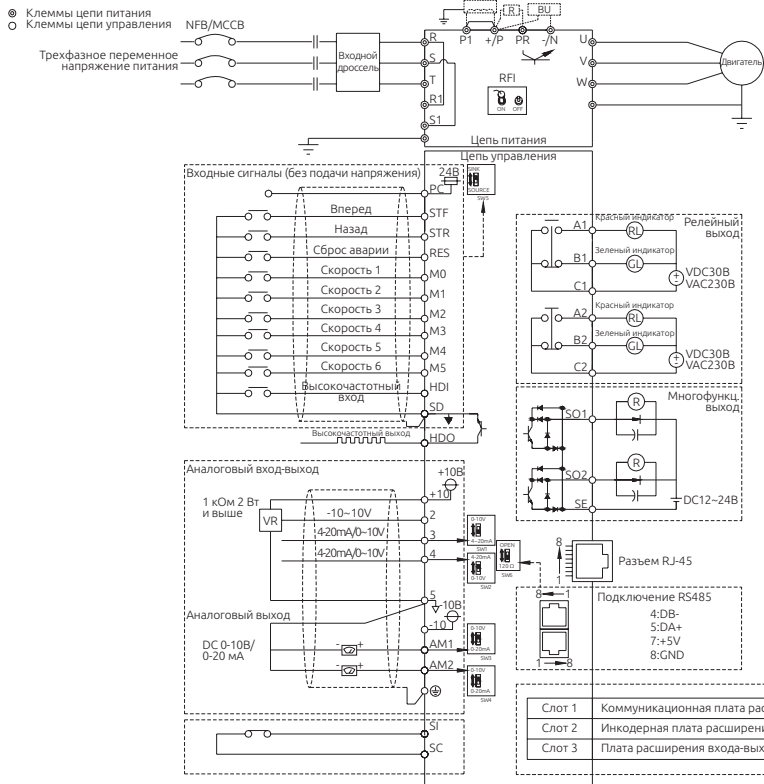 Клеммы цепи питания
Клеммы цепи управления
NFB/MCCB
Трехфазное переменное
напряжение питания
Входной
дроссель
R
S
T
R1
S1
P1
+/P
PR
-/N
R
BU
RFI
ON OFF
U
V
W
Двигатель
Цепь питания
Цепь управления
Входные сигналы (без подачи напряжения)
24В
PC
SINK
SOURCE
SW5
Вперед
STF
Назад
STR
Сброс аварии
RES
Скорость 1
M0
Скорость 2
M1
Скорость 3
M2
Скорость 4
M3
Скорость 5
M4
Скорость 6
M5
Высокочастотный
вход
HDI
SD
Высокочастотный выход
HDO
Релейный
выход
A1
Красный индикатор
RL
B1
Зеленый индикатор
GL
C1
VDC30В
VAC230В
A2
Красный индикатор
RL
B2
Зеленый индикатор
GL
C2
VDC30В
VAC230В
Многофункц.
выход
SO1
R
SO2
R
SE
DC12~24В
Аналоговый вход-выход
+10В
+10
1 кОм 2 Вт
и выше
VR
-10~10V
2
4-20mA/0~10V
3
4-20mA/0~10V
4
0-10V
4~20mA
SW1
4-20mA
0-10V
SW2
OPEN
120 Ω
SW6
5
-10В
-10
Аналоговый выход
DC 0-10В/
0-20 мА
- +
AM1
- +
AM2
0-10V
0-20mA
SW3
0-10V
0-20mA
SW4
SI
SC
8
1
Разъем RJ-45
Подключение RS485
8 1
1 8
4:DB-
5:DA+
7:+5V
8:GND
Слот 1 Коммуникационная плата
Слот 2 Инкодерная плата
Слот 3 Плата расширения